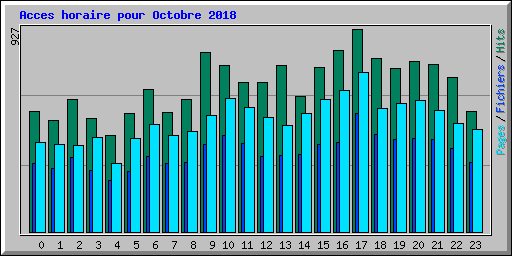 Acces horaire pour Octobre 2018
927
Pages / Fichiers / Hits
0 1 2 3 4 5 6 7 8 9 10 11 12 13 14 15 16 17 18 19 20 21 22 23